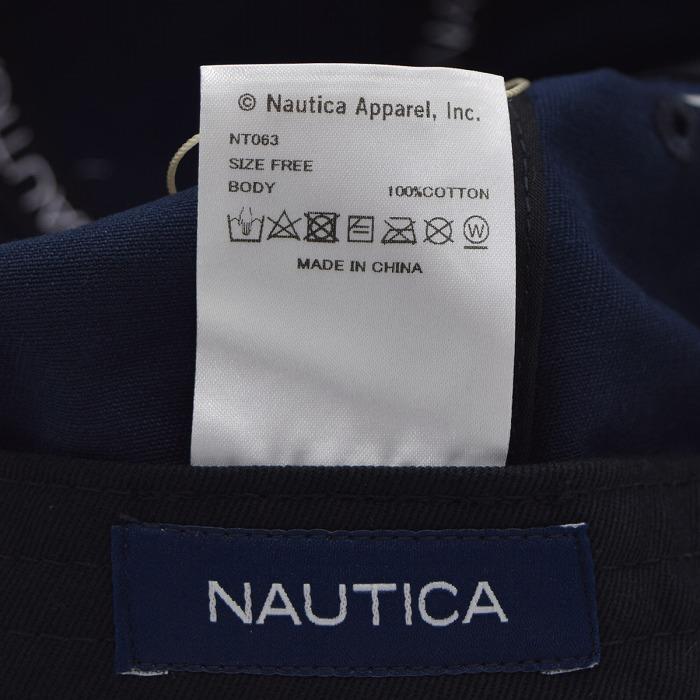 © Nautica Apparel, Inc.
NT063
SIZE FREE
BODY 100%COTTON
W
MADE IN CHINA
NAUTICA